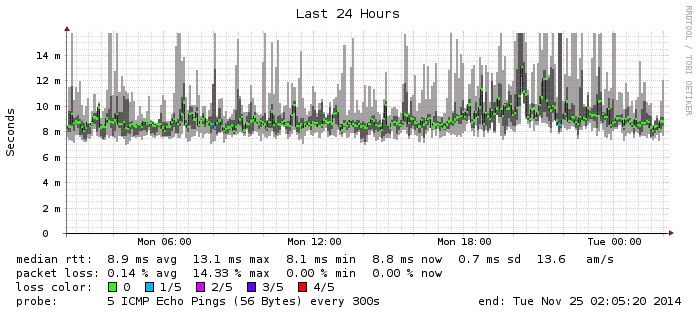 Last 24 Hours
RRDTOOL / TOBI OETIKER
Seconds
14 m
12 m
10 m
8 m
6 m
4 m
2 m
0
Mon 06:00 Mon 12:00 Mon 18:00 Tue 00:00
median rtt: 8.9 ms avg 13.1 ms max 8.1 ms min 8.8 ms now 0.7 ms sd 13.6 am/s
packet loss: 0.14 % avg 14.33 % max 0.00 % min 0.00 % now
loss color: 0 1/5 2/5 3/5 4/5
probe: 5 ICMP Echo Pings (56 Bytes) every 300s end: Tue Nov 25 02:05:20 2014